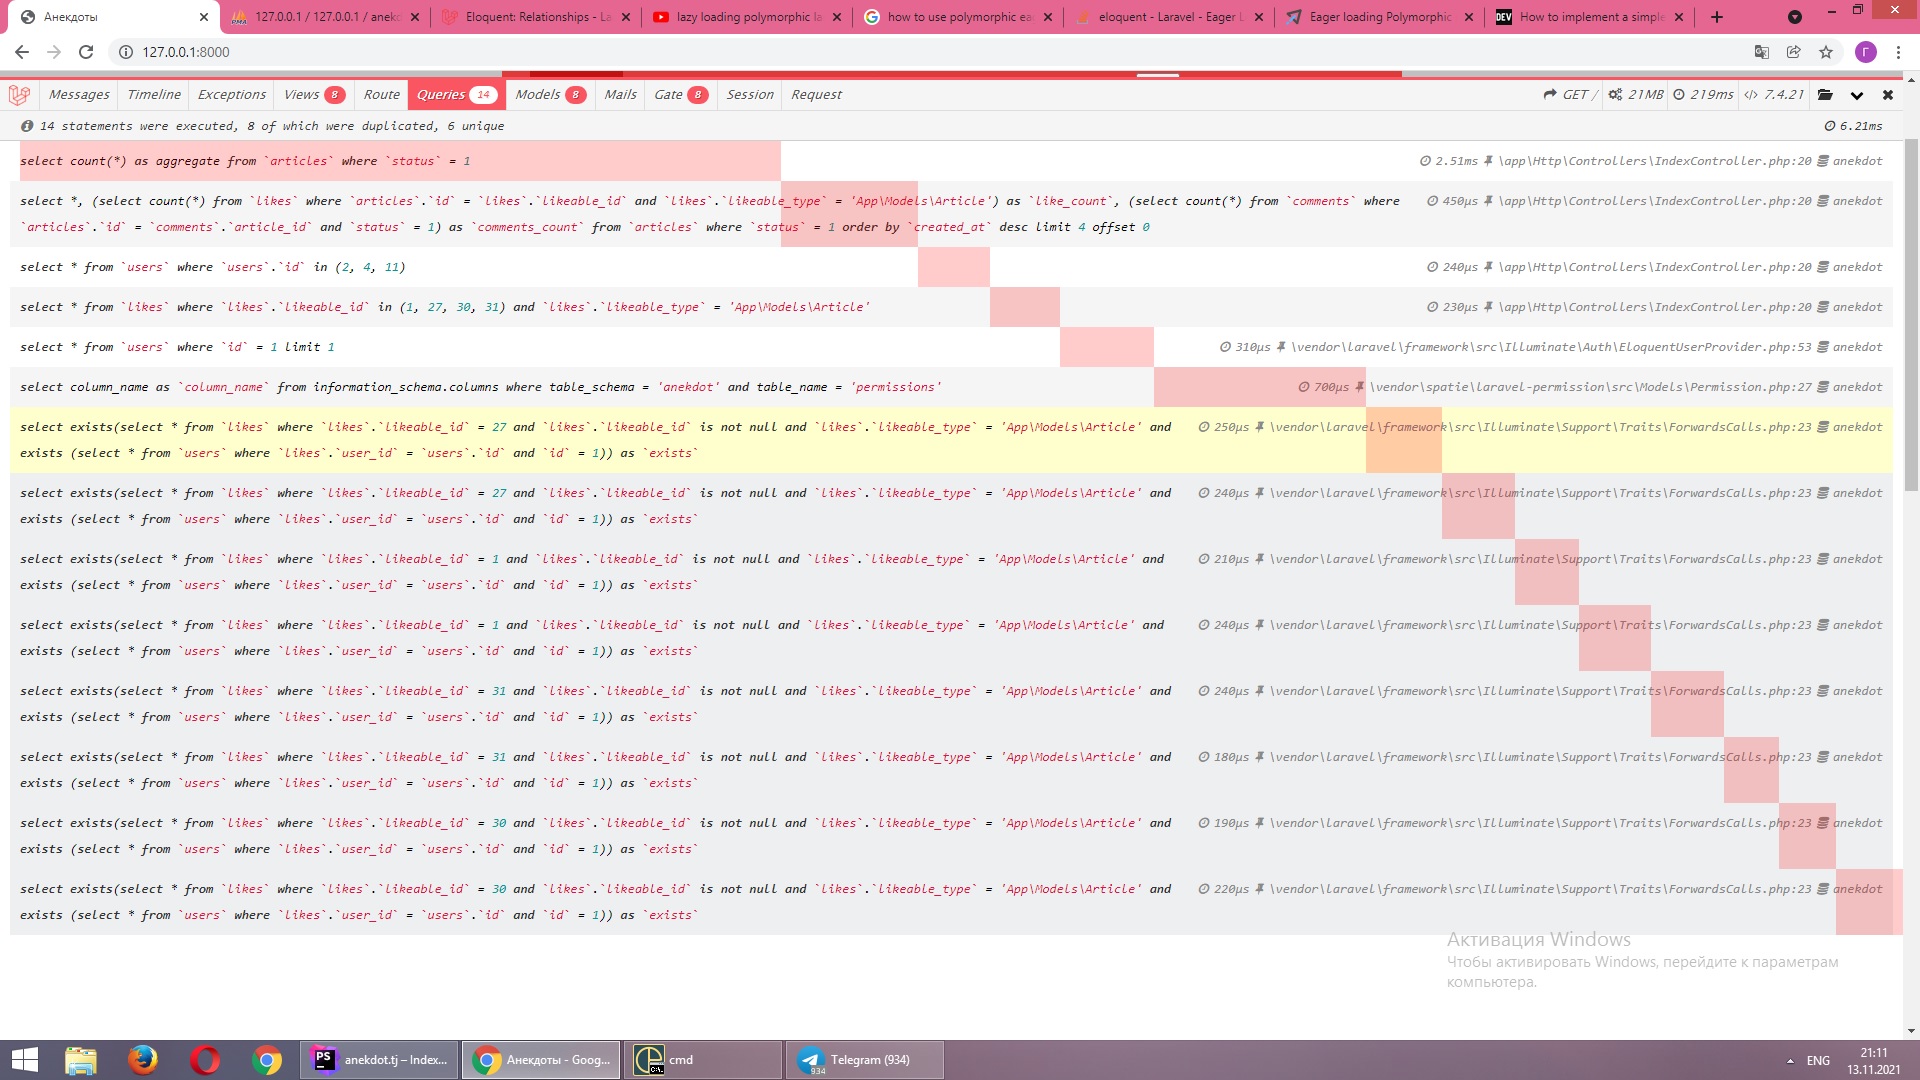 Анекдоты
127.0.0.1 / 127.0.0.1 / anekd
Eloquent: Relationships - La
lazy loading polymorphic la
how to use polymorphic ea
eloquent - Laravel - Eager L
Eager loading Polymorphic
How to implement a simple
127.0.0.1:8000
Messages Timeline Exceptions Views 8 Route Queries 14 Models 8 Mails Gate 8 Session Request GET / 21MB 219ms 7.4.21
14 statements were executed, 8 of which were duplicated, 6 unique 6.21ms
select count(*) as aggregate from `articles` where `status` = 1 2.51ms \app\Http\Controllers\IndexController.php:20 anekdot
select *, (select count(*) from `likes` where `articles`.`id` = `likes`.`likeable_id` and `likes`.`likeable_type` = 'App\Models\Article') as `like_count`, (select count(*) from `comments` where 450μs \app\Http\Controllers\IndexController.php:20 anekdot
`articles`.`id` = `comments`.`article_id` and `status` = 1) as `comments_count` from `articles` where `status` = 1 order by `created_at` desc limit 4 offset 0
select * from `users` where `users`.`id` in (2, 4, 11) 240μs \app\Http\Controllers\IndexController.php:20 anekdot
select * from `likes` where `likes`.`likeable_id` in (1, 27, 30, 31) and `likes`.`likeable_type` = 'App\Models\Article' 230μs \app\Http\Controllers\IndexController.php:20 anekdot
select * from `users` where `id` = 1 limit 1 310μs \vendor\laravel\framework\src\Illuminate\Auth\EloquentUserProvider.php:53 anekdot
select column_name as `column_name` from information_schema.columns where table_schema = 'anekdot' and table_name = 'permissions' 700μs \vendor\spatie\laravel-permission\src\Models\Permission.php:27 anekdot
select exists(select * from `likes` where `likes`.`likeable_id` = 27 and `likes`.`likeable_id` is not null and `likes`.`likeable_type` = 'App\Models\Article' and 250μs \vendor\laravel\framework\src\Illuminate\Support\Traits\ForwardsCalls.php:23 anekdot
exists (select * from `users` where `likes`.`user_id` = `users`.`id` and `id` = 1)) as `exists`
select exists(select * from `likes` where `likes`.`likeable_id` = 27 and `likes`.`likeable_id` is not null and `likes`.`likeable_type` = 'App\Models\Article' and 240μs \vendor\laravel\framework\src\Illuminate\Support\Traits\ForwardsCalls.php:23 anekdot
exists (select * from `users` where `likes`.`user_id` = `users`.`id` and `id` = 1)) as `exists`
select exists(select * from `likes` where `likes`.`likeable_id` = 1 and `likes`.`likeable_id` is not null and `likes`.`likeable_type` = 'App\Models\Article' and 210μs \vendor\laravel\framework\src\Illuminate\Support\Traits\ForwardsCalls.php:23 anekdot
exists (select * from `users` where `likes`.`user_id` = `users`.`id` and `id` = 1)) as `exists`
select exists(select * from `likes` where `likes`.`likeable_id` = 1 and `likes`.`likeable_id` is not null and `likes`.`likeable_type` = 'App\Models\Article' and 240μs \vendor\laravel\framework\src\Illuminate\Support\Traits\ForwardsCalls.php:23 anekdot
exists (select * from `users` where `likes`.`user_id` = `users`.`id` and `id` = 1)) as `exists`
select exists(select * from `likes` where `likes`.`likeable_id` = 31 and `likes`.`likeable_id` is not null and `likes`.`likeable_type` = 'App\Models\Article' and 240μs \vendor\laravel\framework\src\Illuminate\Support\Traits\ForwardsCalls.php:23 anekdot
exists (select * from `users` where `likes`.`user_id` = `users`.`id` and `id` = 1)) as `exists`
select exists(select * from `likes` where `likes`.`likeable_id` = 31 and `likes`.`likeable_id` is not null and `likes`.`likeable_type` = 'App\Models\Article' and 180μs \vendor\laravel\framework\src\Illuminate\Support\Traits\ForwardsCalls.php:23 anekdot
exists (select * from `users` where `likes`.`user_id` = `users`.`id` and `id` = 1)) as `exists`
select exists(select * from `likes` where `likes`.`likeable_id` = 30 and `likes`.`likeable_id` is not null and `likes`.`likeable_type` = 'App\Models\Article' and 190μs \vendor\laravel\framework\src\Illuminate\Support\Traits\ForwardsCalls.php:23 anekdot
exists (select * from `users` where `likes`.`user_id` = `users`.`id` and `id` = 1)) as `exists`
select exists(select * from `likes` where `likes`.`likeable_id` = 30 and `likes`.`likeable_id` is not null and `likes`.`likeable_type` = 'App\Models\Article' and 220μs \vendor\laravel\framework\src\Illuminate\Support\Traits\ForwardsCalls.php:23 anekdot
exists (select * from `users` where `likes`.`user_id` = `users`.`id` and `id` = 1)) as `exists`
Активация Windows
Чтобы активировать Windows, перейдите к параметрам
компьютера.
anekdot.tj – Index... Анекдоты - Goog... cmd Telegram (934) ENG 21:11
13.11.2021